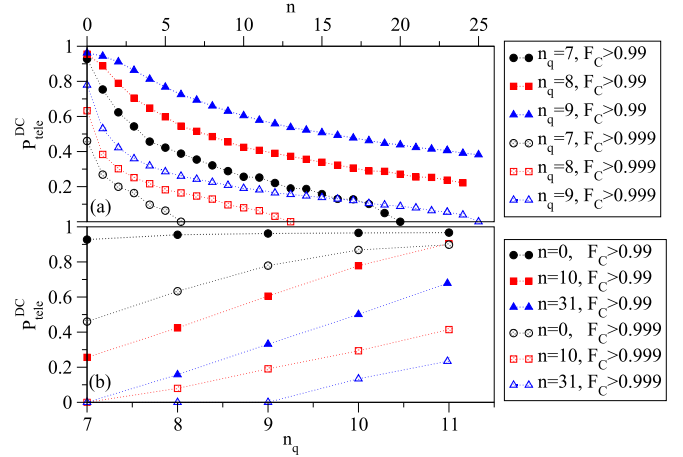 n
0 5 10 15 20 25
P_tele^DC
1
0.8
0.6
0.4
0.2
(a)
n_q=7, F_C>0.99
n_q=8, F_C>0.99
n_q=9, F_C>0.99
n_q=7, F_C>0.999
n_q=8, F_C>0.999
n_q=9, F_C>0.999
P_tele^DC
1
0.8
0.6
0.4
0.2
0
(b)
7 8 9 10 11
n_q
n=0, F_C>0.99
n=10, F_C>0.99
n=31, F_C>0.99
n=0, F_C>0.999
n=10, F_C>0.999
n=31, F_C>0.999